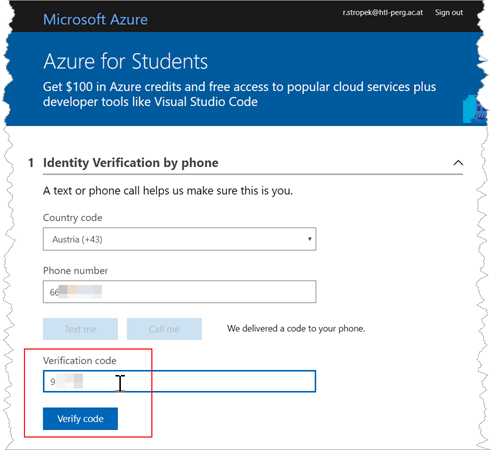 Microsoft Azure
r.stropek@htl-perg.ac.at Sign out
Azure for Students
Get $100 in Azure credits and free access to popular cloud services plus
developer tools like Visual Studio Code
1 Identity Verification by phone
A text or phone call helps us make sure this is you.
Country code
Austria (+43)
Phone number
66
Text me Call me We delivered a code to your phone.
Verification code
9
Verify code